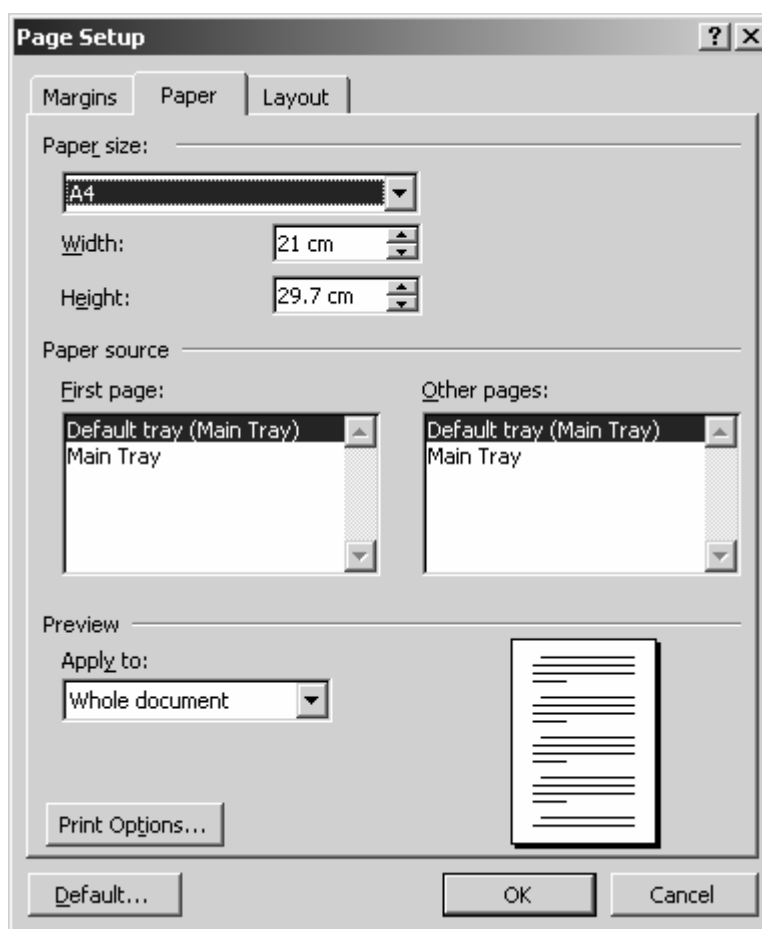 Page Setup
Margins Paper Layout
Paper size:
A4
Width: 21 cm
Height: 29.7 cm
Paper source
First page: Other pages:
Default tray (Main Tray) Default tray (Main Tray)
Main Tray Main Tray
Preview
Apply to:
Whole document
Print Options...
Default... OK Cancel